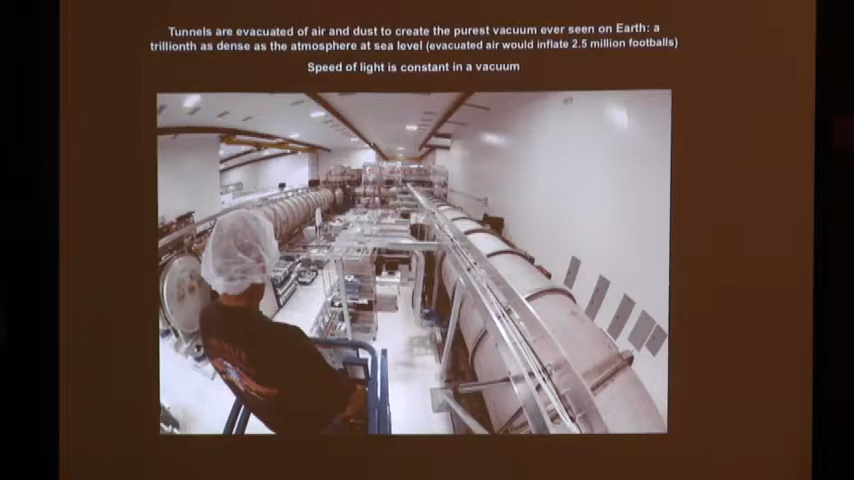 Tunnels are evacuated of air and dust to create the purest vacuum ever seen on Earth: a
trillionth as dense as the atmosphere at sea level (evacuated air would inflate 2.5 million footballs)
Speed of light is constant in a vacuum